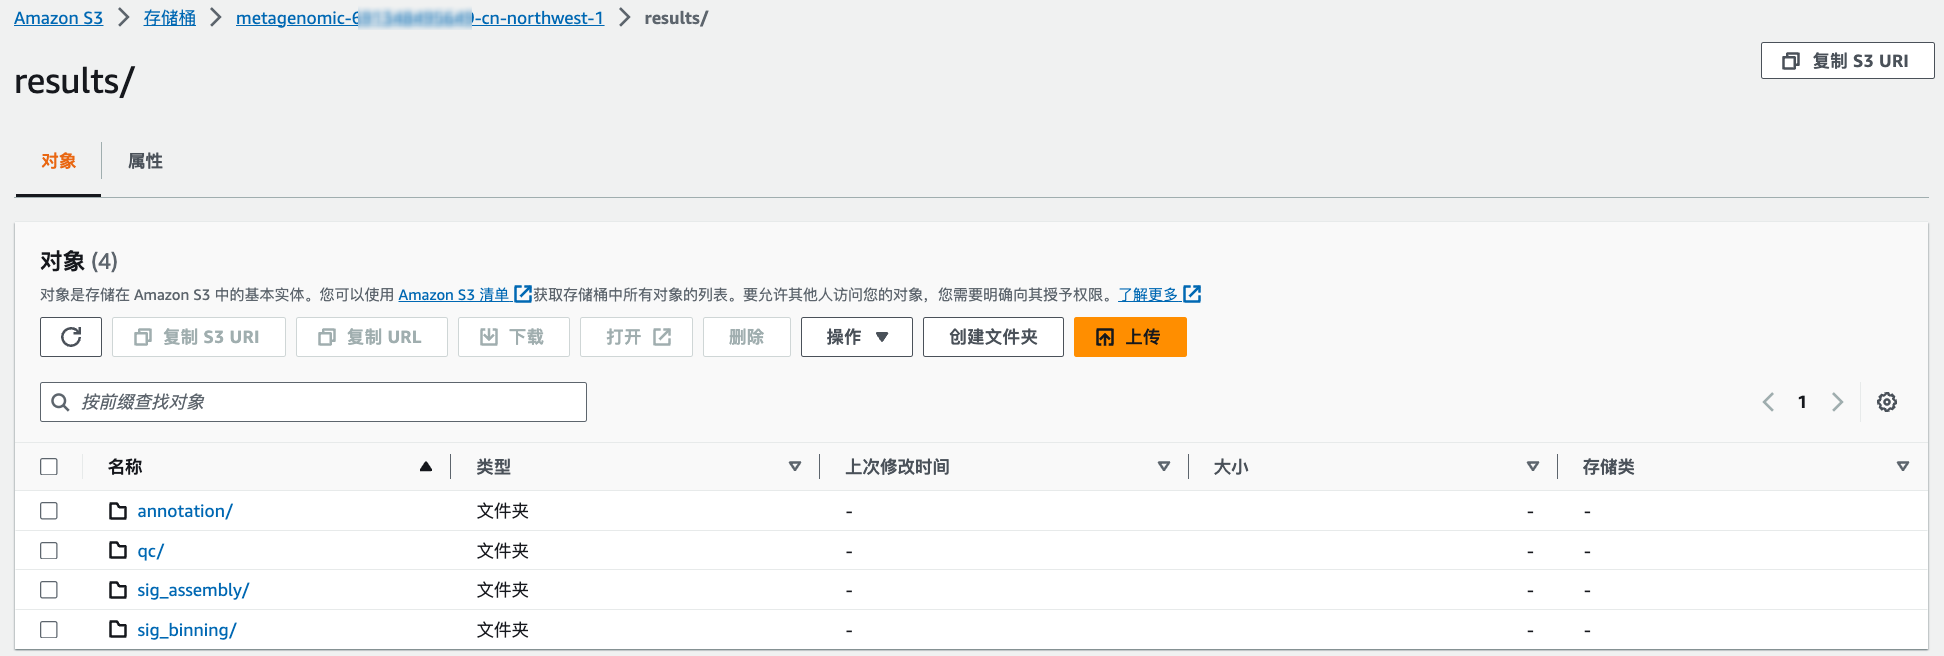 Amazon S3 > 存储桶 > metagenomic-6 -cn-northwest-1 > results/
results/
复制 S3 URI
对象
属性
对象 (4)
对象是存储在 Amazon S3 中的基本实体。您可以使用 Amazon S3 清单 获取存储桶中所有对象的列表。要允许其他人访问您的对象，您需要明确向其授予权限。了解更多
复制 S3 URI 复制 URL 下载 打开 删除 操作 创建文件夹 上传
按前缀查找对象
1
名称 类型 上次修改时间 大小 存储类
annotation/ 文件夹 - - -
qc/ 文件夹 - - -
sig_assembly/ 文件夹 - - -
sig_binning/ 文件夹 - - -